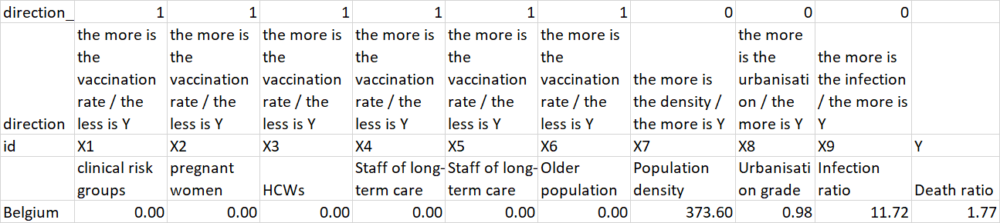 direction_ 1 1 1 1 1 1 0 0 0
direction the more is the vaccination rate / the less is Y the more is the vaccination rate / the less is Y the more is the vaccination rate / the less is Y the more is the vaccination rate / the less is Y the more is the vaccination rate / the less is Y the more is the vaccination rate / the less is Y the more is the density / the more is Y the more is the urbanisati on / the more is Y the more is the infection / the more is Y
id X1 X2 X3 X4 X5 X6 X7 X8 X9 Y
clinical risk groups pregnant women HCWs Staff of long-term care Staff of long-term care Older population Population density Urbanisati on grade Infection ratio Death ratio
Belgium 0.00 0.00 0.00 0.00 0.00 0.00 373.60 0.98 11.72 1.77